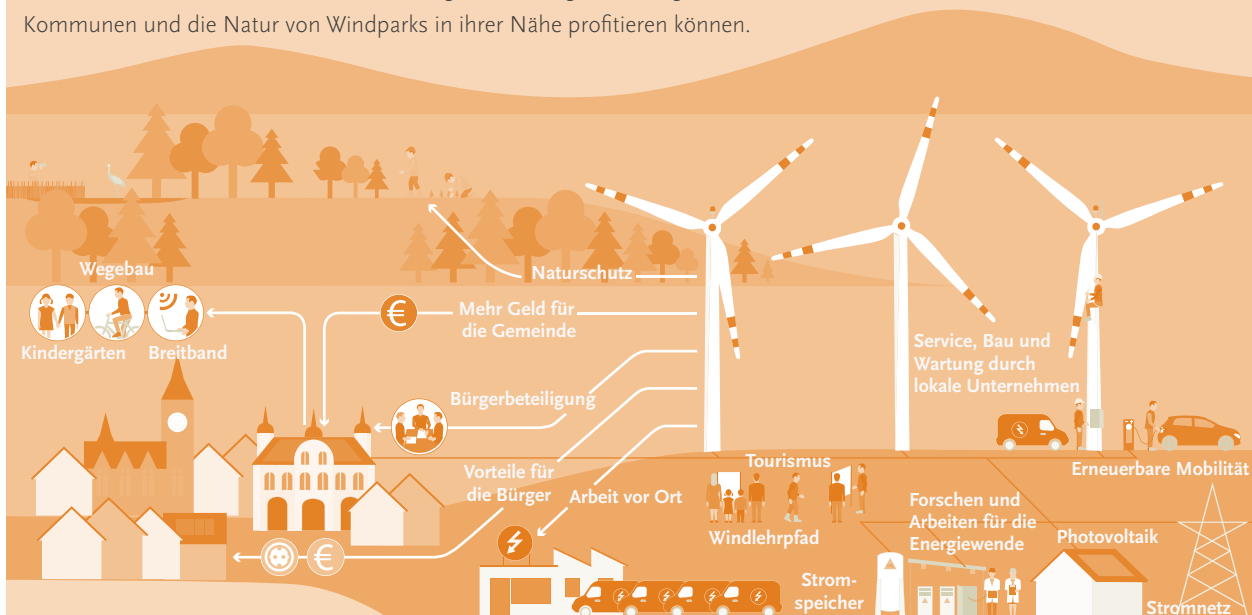 Kommunen und die Natur von Windparks in ihrer Nähe profitieren können.
Naturschutz
Wegebau
Mehr Geld für
die Gemeinde
Kindergärten
Breitband
Service, Bau und
Wartung durch
lokale Unternehmen
Bürgerbeteiligung
Vorteile für
die Bürger
Arbeit vor Ort
Tourismus
Windlehrpfad
Erneuerbare Mobilität
Forschen und
Arbeiten für die
Energiewende
Photovoltaik
Strom-
speicher
Stromnetz
€
€